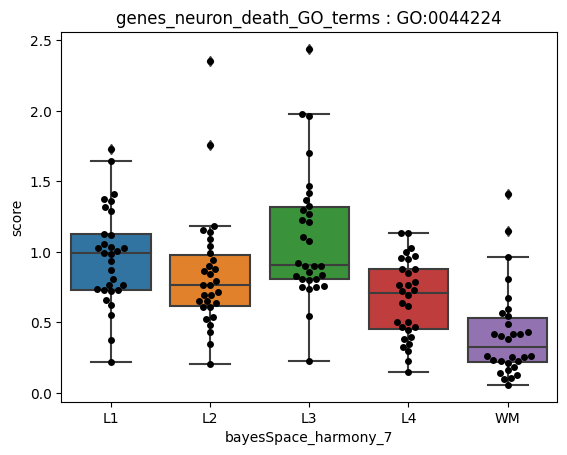 genes_neuron_death_GO_terms : GO:0044224
2.5
2.0
1.5
1.0
0.5
0.0
score
L1 L2 L3 L4 WM
bayesSpace_harmony_7